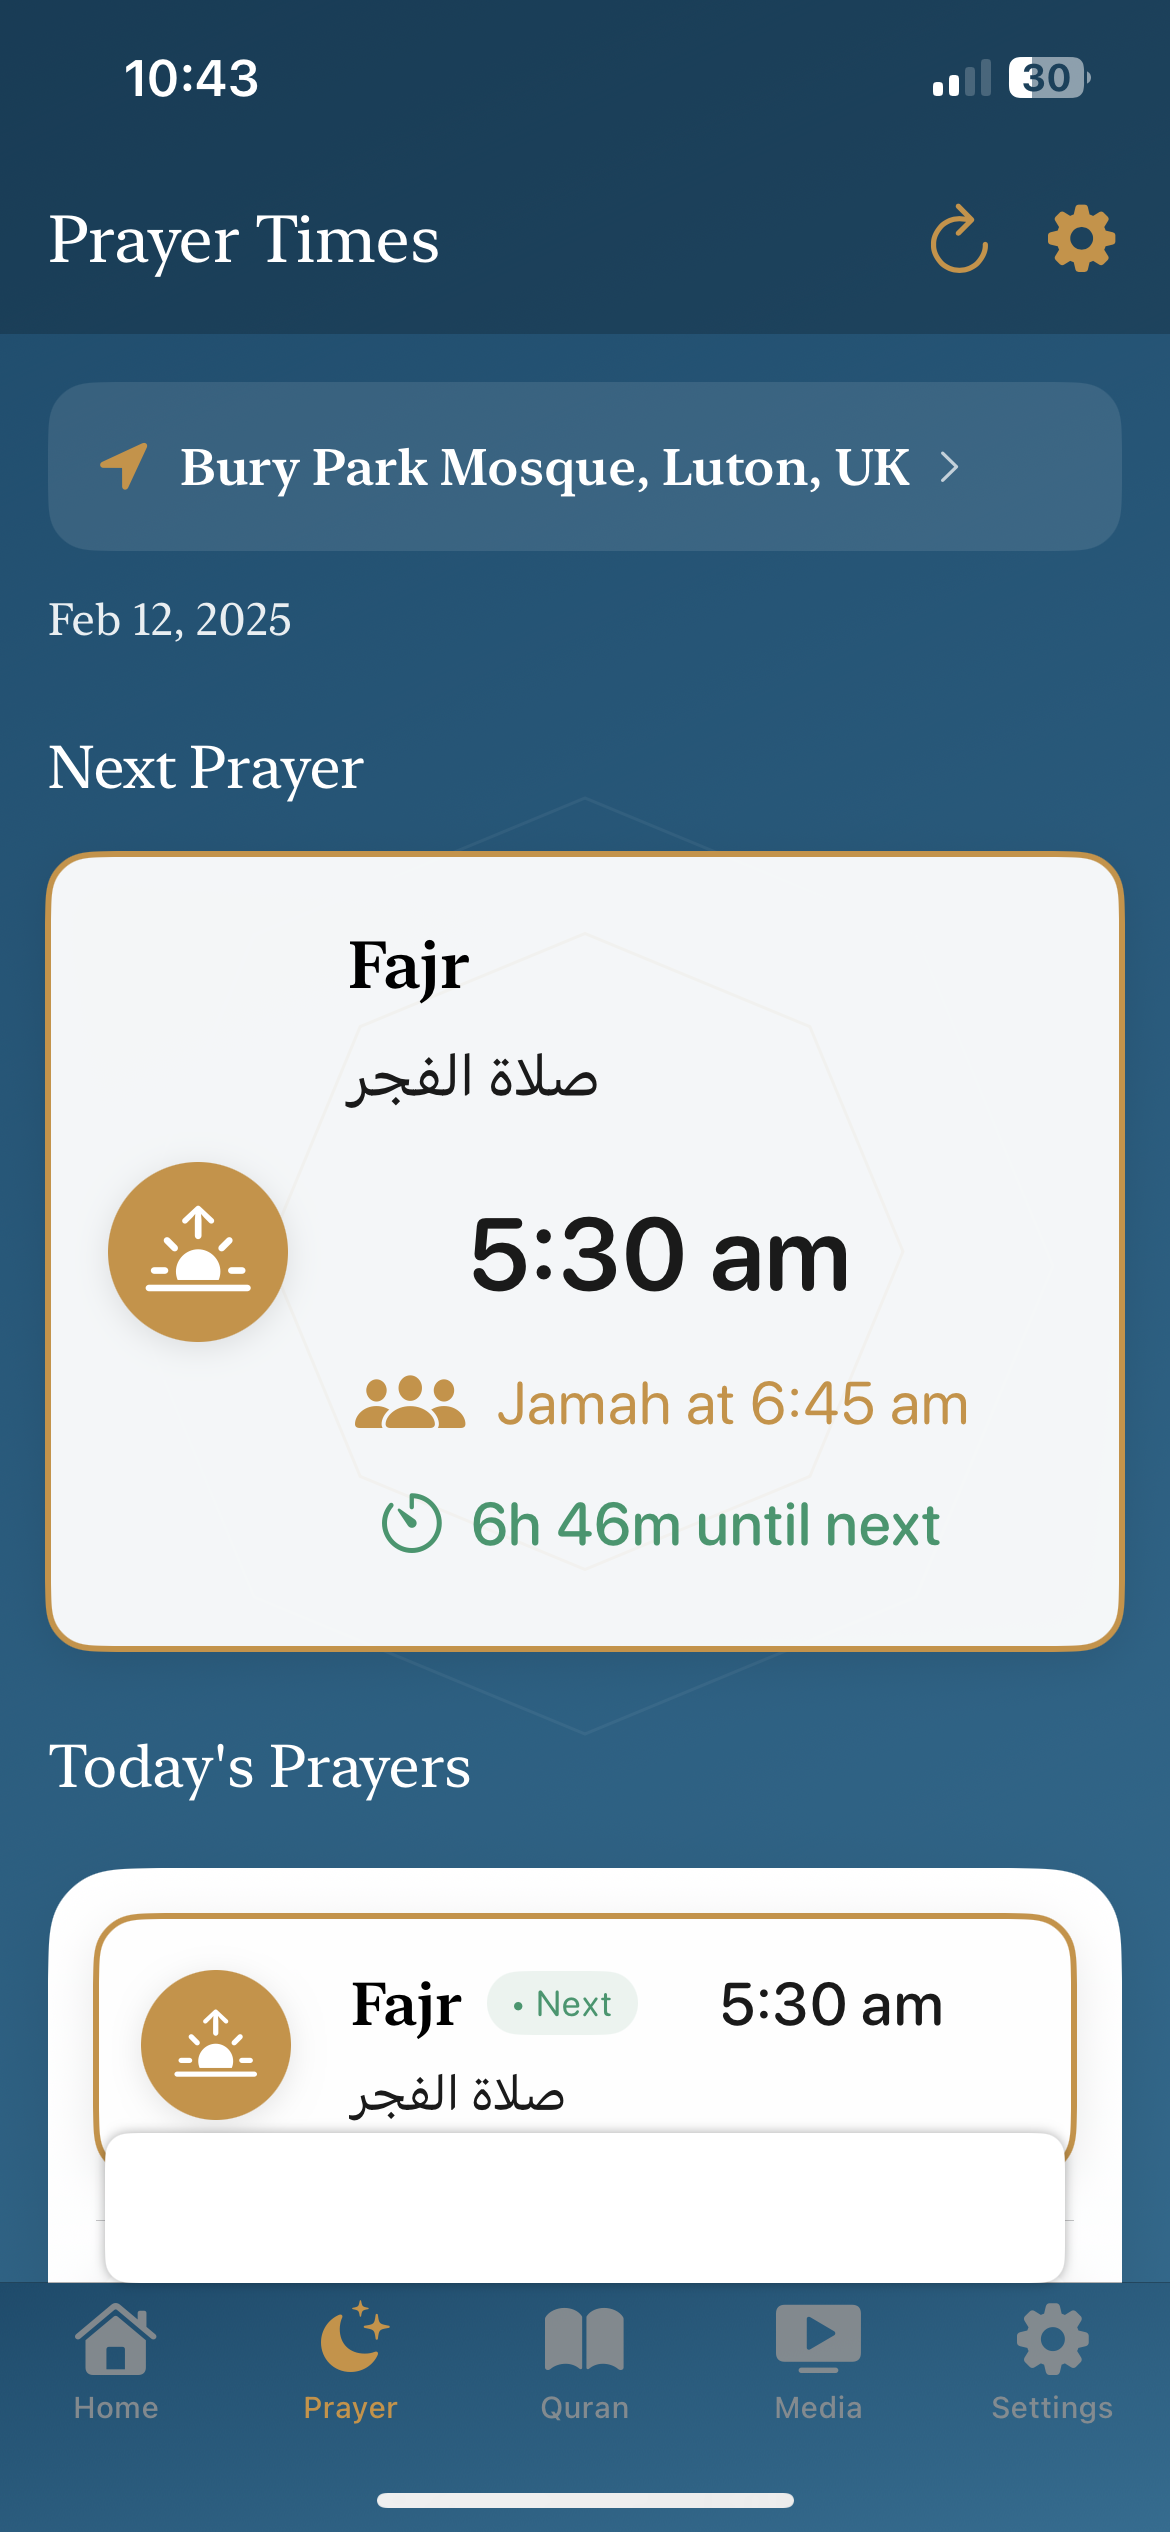 10:43
30
Prayer Times
Bury Park Mosque, Luton, UK
Feb 12, 2025
Next Prayer
Fajr
صلاة الفجر
5:30 am
Jamah at 6:45 am
6h 46m until next
Today's Prayers
Fajr • Next 5:30 am
صلاة الفجر
Home Prayer Quran Media Settings